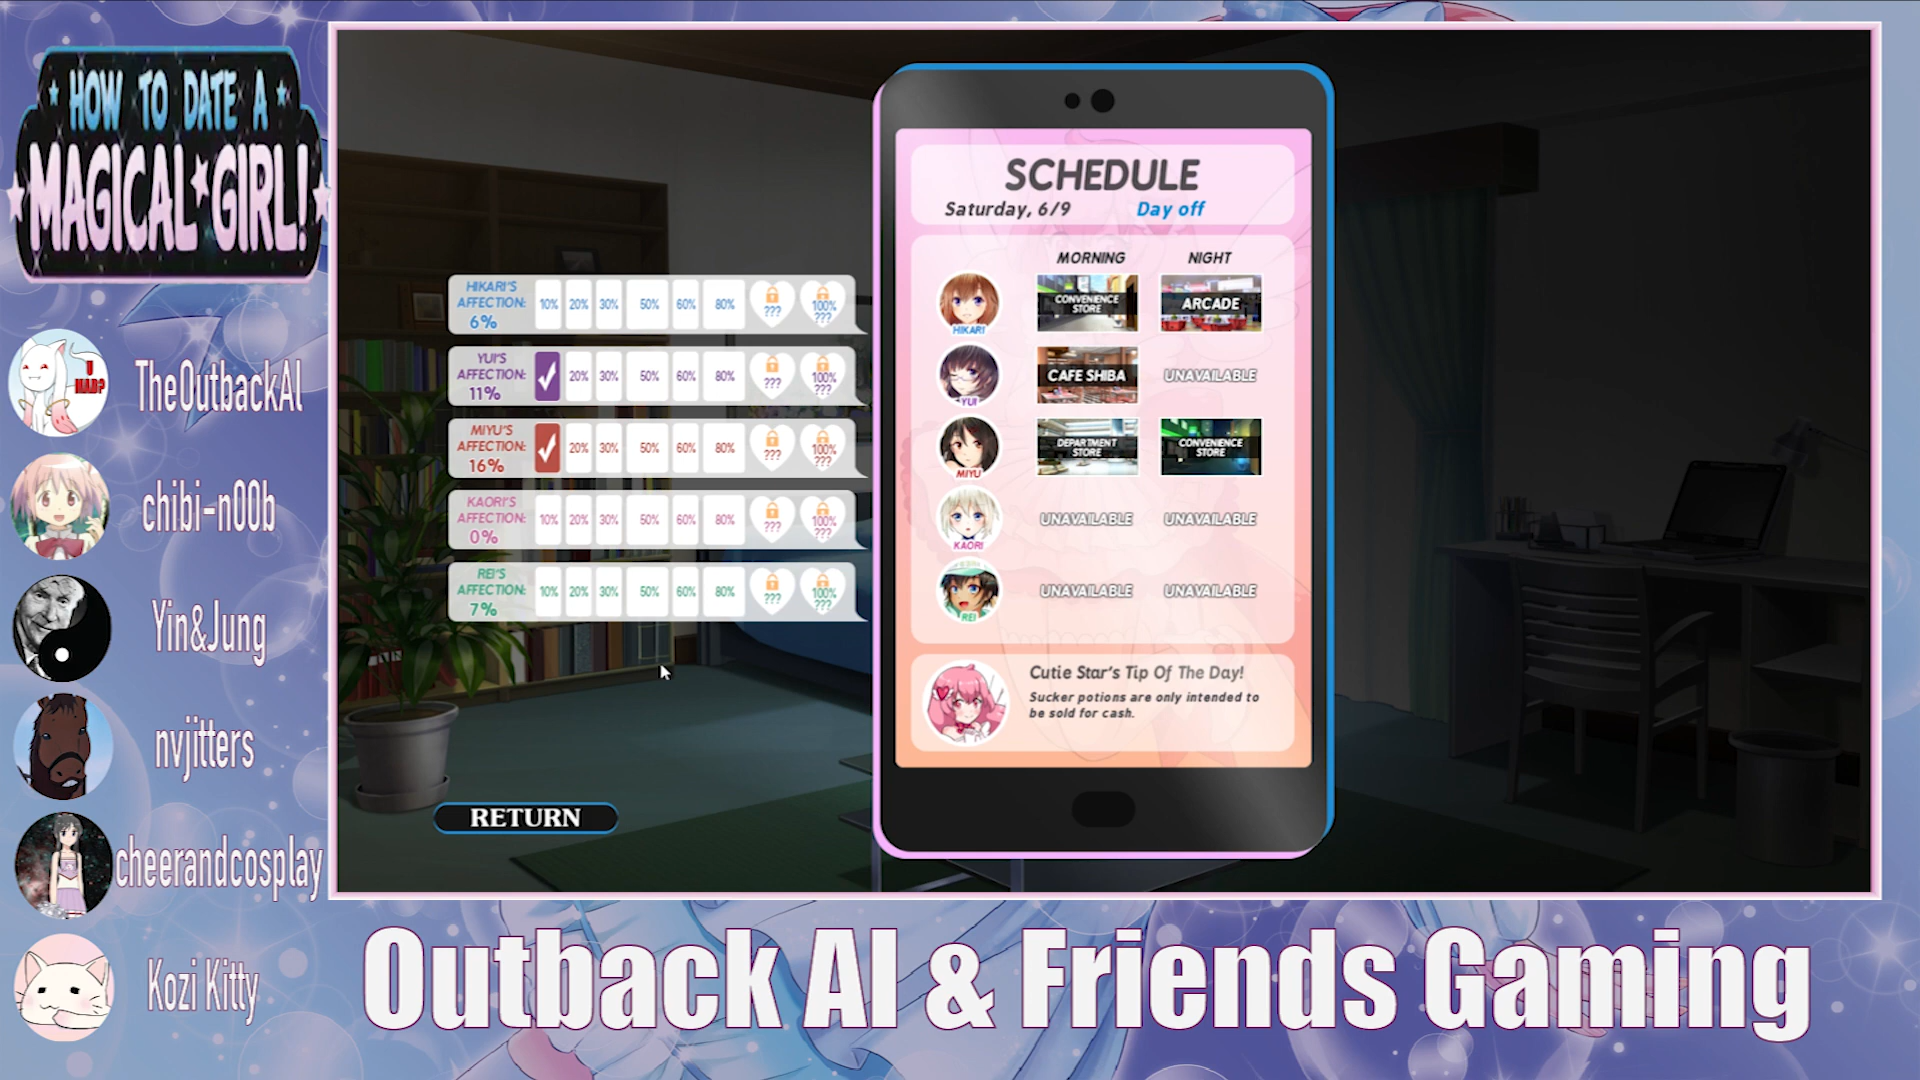 HOW TO DATE A
MAGICAL GIRL!
U
MAD?
TheOutbackAl
chibi-n00b
Yin&Jung
nvjitters
cheerandcosplay
Kozi Kitty
HIKARI'S
AFFECTION:
6%
10% 20% 30% 50% 60% 80% ??? 100%
???
YUI'S
AFFECTION:
11%
20% 30% 50% 60% 80% ??? 100%
???
MIYU'S
AFFECTION:
16%
20% 30% 50% 60% 80% ??? 100%
???
KAORI'S
AFFECTION:
0%
10% 20% 30% 50% 60% 80% ??? 100%
???
REI'S
AFFECTION:
7%
10% 20% 30% 50% 60% 80% ??? 100%
???
RETURN
SCHEDULE
Saturday, 6/9 Day off
MORNING NIGHT
HIKARI
CONVENIENCE
STORE
ARCADE
YUI
CAFE SHIBA
UNAVAILABLE
MIYU
DEPARTMENT
STORE
CONVENIENCE
STORE
KAORI
UNAVAILABLE UNAVAILABLE
REI
UNAVAILABLE UNAVAILABLE
Cutie Star's Tip Of The Day!
Sucker potions are only intended to
be sold for cash.
Outback Al & Friends Gaming